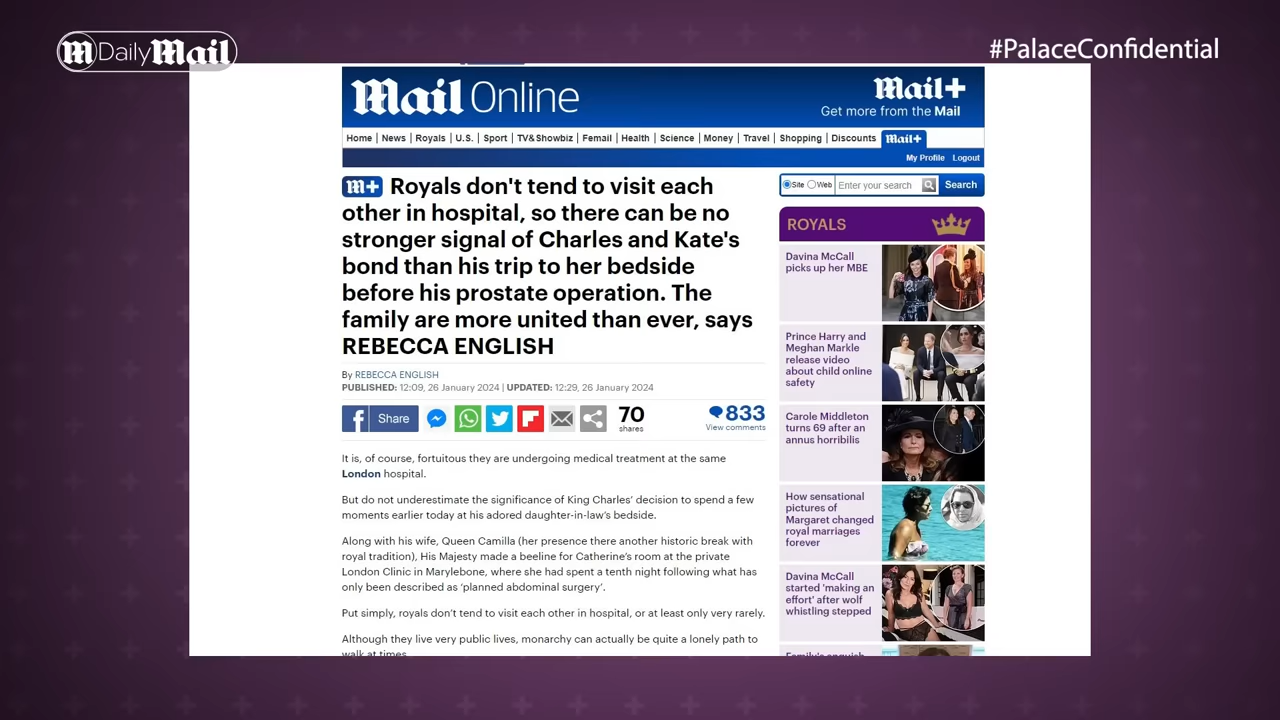 M DailyMail
#PalaceConfidential
Mail Online
Mail+
Get more from the Mail
Home | News | Royals | U.S. | Sport | TV&Showbiz | Femail | Health | Science | Money | Travel | Shopping | Discounts | Mail+
My Profile Logout
m+ Royals don't tend to visit each
other in hospital, so there can be no
stronger signal of Charles and Kate's
bond than his trip to her bedside
before his prostate operation. The
family are more united than ever, says
REBECCA ENGLISH
By REBECCA ENGLISH
PUBLISHED: 12:09, 26 January 2024 | UPDATED: 12:29, 26 January 2024
f Share
70
shares
833
View comments
It is, of course, fortuitous they are undergoing medical treatment at the same
London hospital.
But do not underestimate the significance of King Charles' decision to spend a few
moments earlier today at his adored daughter-in-law's bedside.
Along with his wife, Queen Camilla (her presence there another historic break with
royal tradition), His Majesty made a beeline for Catherine's room at the private
London Clinic in Marylebone, where she had spent a tenth night following what has
only been described as 'planned abdominal surgery'.
Put simply, royals don't tend to visit each other in hospital, or at least only very rarely.
Although they live very public lives, monarchy can actually be quite a lonely path to
walk at times.
Site Web Enter your search Search
ROYALS
Davina McCall
picks up her MBE
Prince Harry and
Meghan Markle
release video
about child online
safety
Carole Middleton
turns 69 after an
annus horribilis
How sensational
pictures of
Margaret changed
royal marriages
forever
Davina McCall
started 'making an
effort' after wolf
whistling stepped
Family's anguish